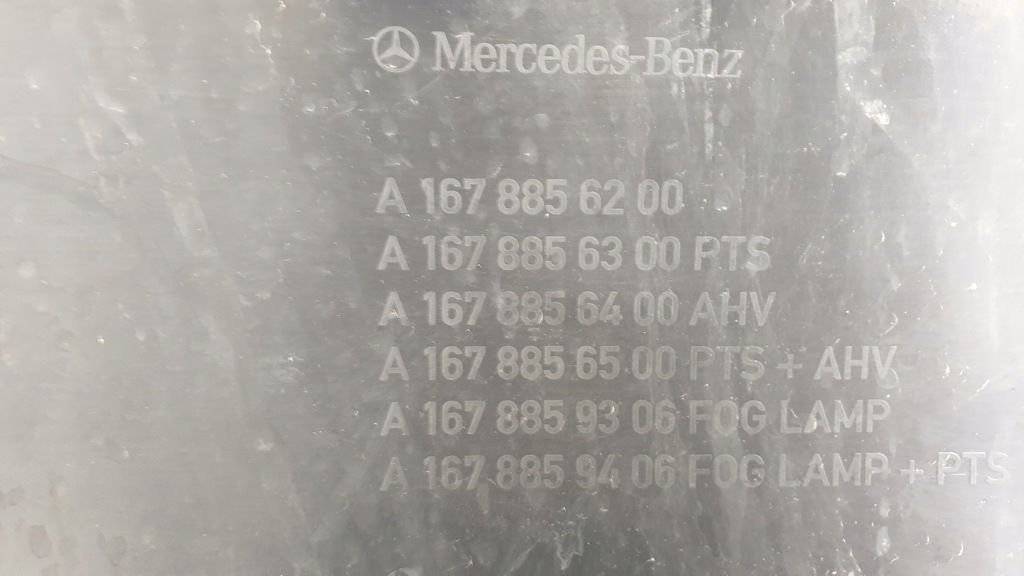 Mercedes-Benz
A 167 885 62 00
A 167 885 63 00 PTS
A 167 885 64 00 AHV
A 167 885 65 00 PTS + AHV
A 167 885 93 06 FOG LAMP
A 167 885 94 06 FOG LAMP + PTS